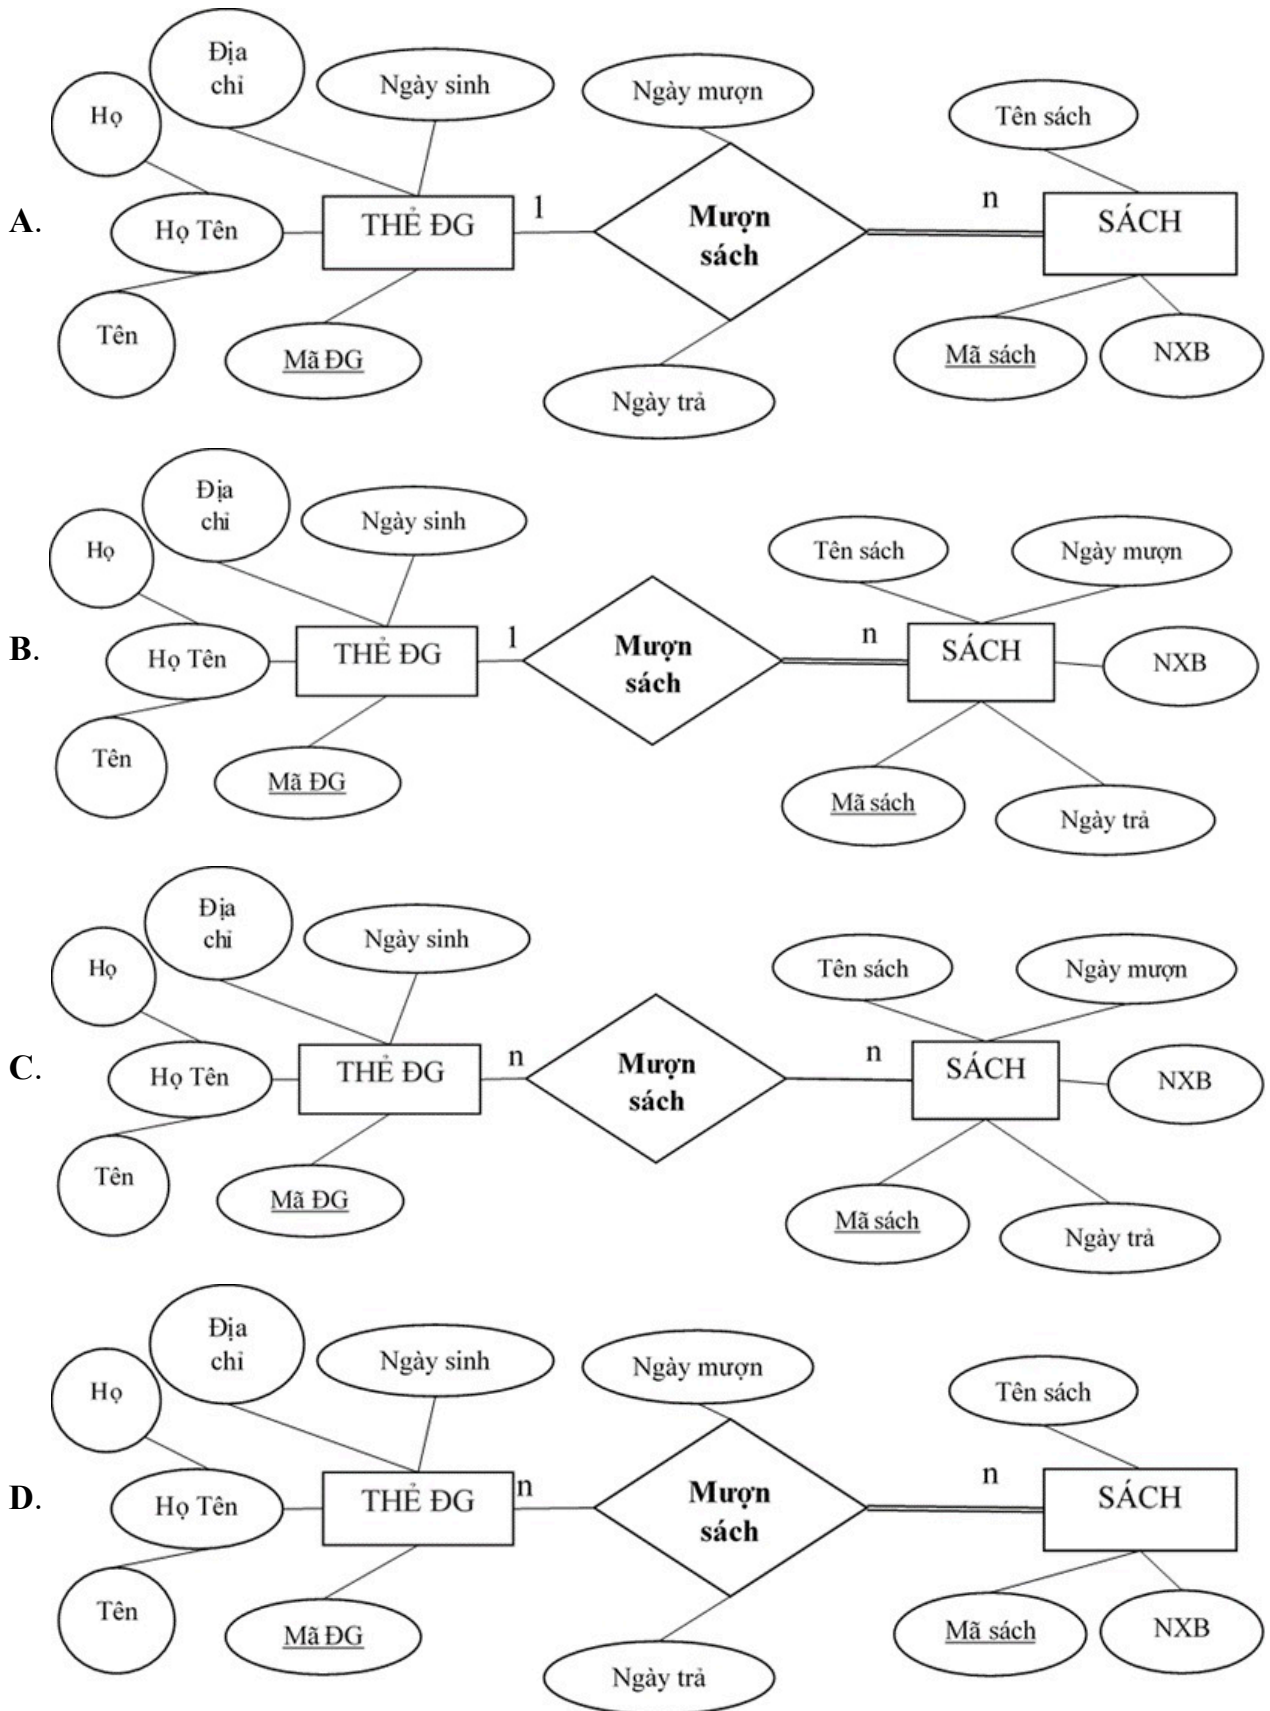 Địa
chỉ
Ngày sinh
Ngày mượn
Họ
Tên sách
A.
Họ Tên
THẺ ĐG
1
Mượn
sách
n
SÁCH
Tên
Mã ĐG
Ngày trả
Mã sách
NXB
Địa
chỉ
Ngày sinh
Họ
Tên sách
Ngày mượn
B.
Họ Tên
THẺ ĐG
1
Mượn
sách
n
SÁCH
NXB
Tên
Mã ĐG
Mã sách
Ngày trả
Địa
chỉ
Ngày sinh
Họ
Tên sách
Ngày mượn
C.
Họ Tên
THẺ ĐG
n
Mượn
sách
n
SÁCH
NXB
Tên
Mã ĐG
Mã sách
Ngày trả
Địa
chỉ
Ngày sinh
Ngày mượn
Họ
Tên sách
D.
Họ Tên
THẺ ĐG
n
Mượn
sách
n
SÁCH
Tên
Mã ĐG
Ngày trả
Mã sách
NXB